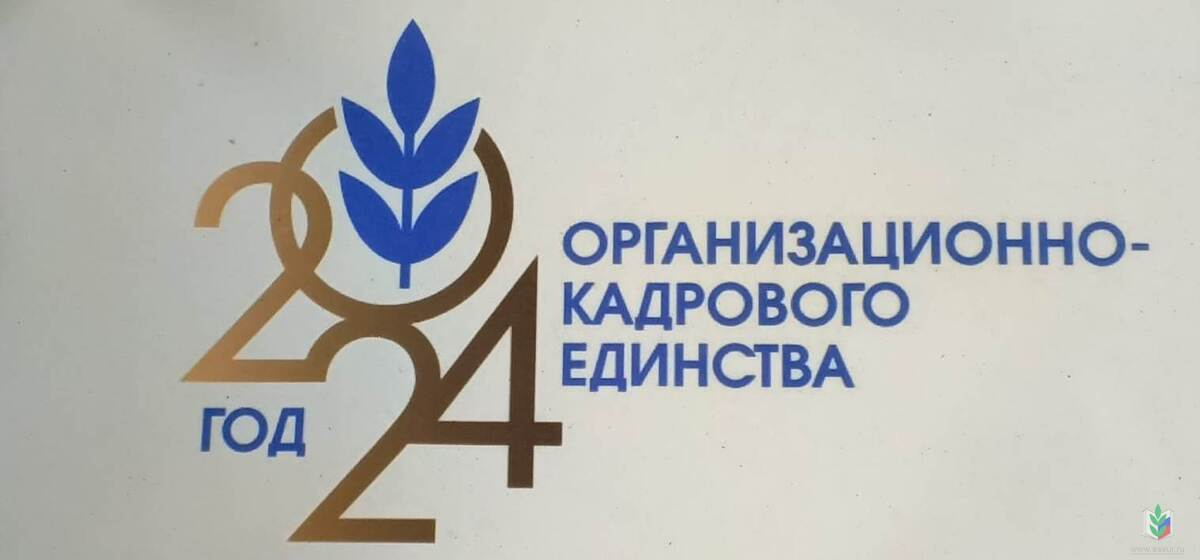 2024
ГОД
ОРГАНИЗАЦИОННО-
КАДРОВОГО
ЕДИНСТВА